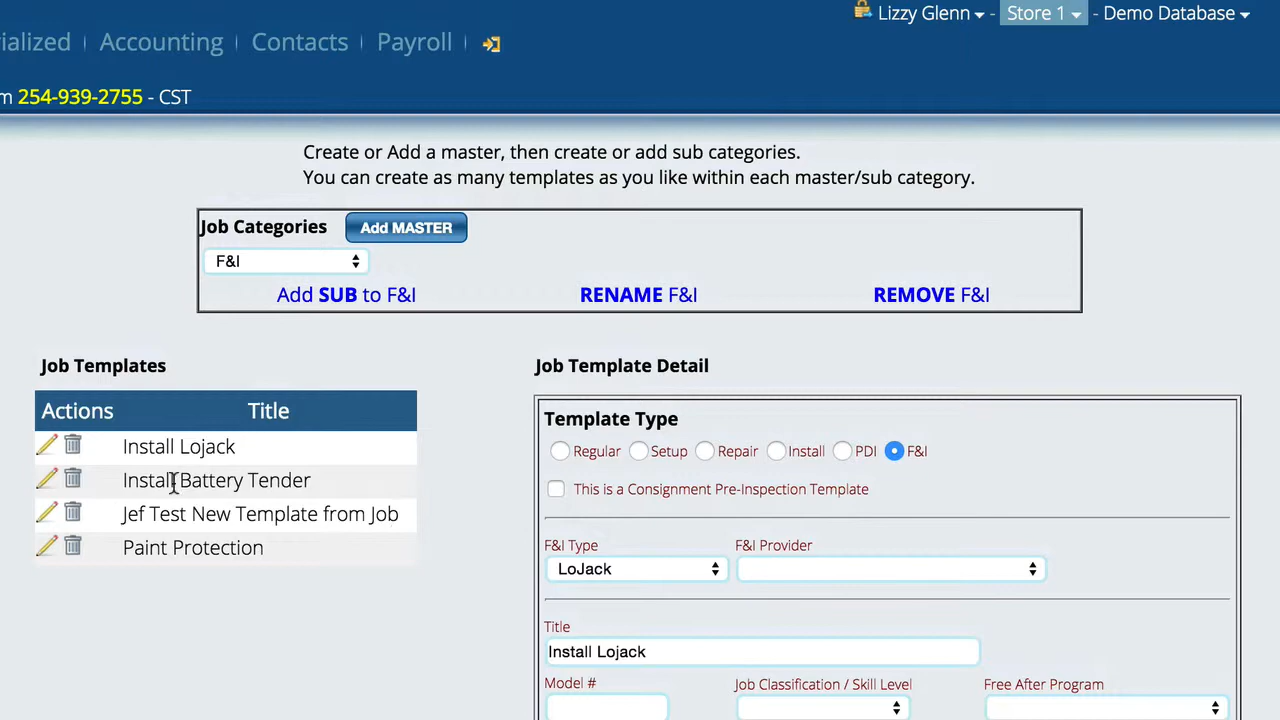 Lizzy Glenn - Store 1 - Demo Database
ialized | Accounting | Contacts | Payroll |
m 254-939-2755 - CST
Create or Add a master, then create or add sub categories.
You can create as many templates as you like within each master/sub category.
Job Categories Add MASTER
F&I
Add SUB to F&I RENAME F&I REMOVE F&I
Job Templates
Actions Title
Install Lojack
Install Battery Tender
Jef Test New Template from Job
Paint Protection
Job Template Detail
Template Type
Regular Setup Repair Install PDI F&I
This is a Consignment Pre-Inspection Template
F&I Type F&I Provider
LoJack
Title
Install Lojack
Model # Job Classification / Skill Level Free After Program